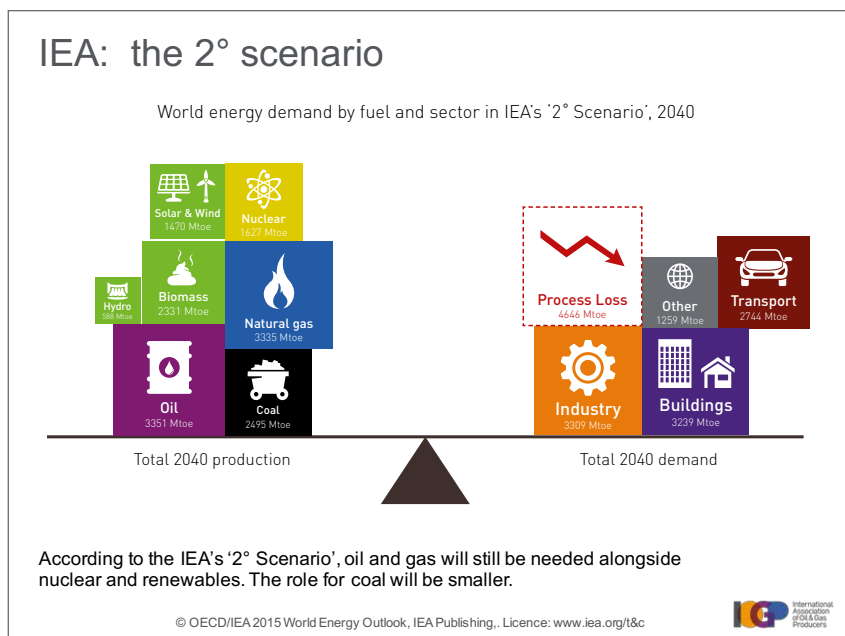 IEA: the 2° scenario
World energy demand by fuel and sector in IEA's '2° Scenario', 2040
Solar & Wind
1470 Mtoe
Nuclear
1627 Mtoe
Hydro
588 Mtoe
Biomass
2331 Mtoe
Natural gas
3335 Mtoe
Oil
3351 Mtoe
Coal
2495 Mtoe
Process Loss
4646 Mtoe
Other
1259 Mtoe
Transport
2744 Mtoe
Industry
3309 Mtoe
Buildings
3239 Mtoe
Total 2040 production
Total 2040 demand
According to the IEA's '2° Scenario', oil and gas will still be needed alongside
nuclear and renewables. The role for coal will be smaller.
© OECD/IEA 2015 World Energy Outlook, IEA Publishing,. Licence: www.iea.org/t&c
IOGP
International
Association
of Oil & Gas
Producers